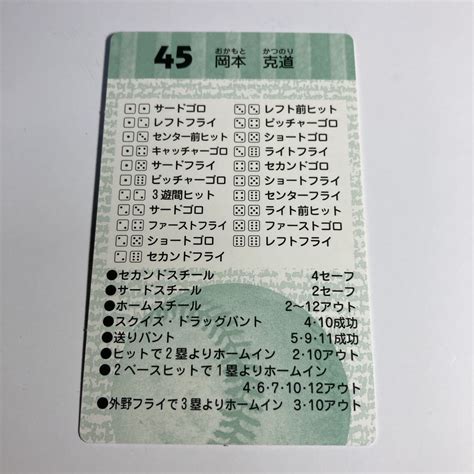 45 岡本 克道
おかもと かつのり
サードゴロ
レフトフライ
センター前ヒット
キャッチャーゴロ
サードフライ
ピッチャーゴロ
3遊間ヒット
サードゴロ
ファーストフライ
ショートゴロ
セカンドフライ
レフト前ヒット
ピッチャーゴロ
ショートゴロ
ライトフライ
セカンドゴロ
ショートフライ
センターフライ
ライト前ヒット
ファーストゴロ
レフトフライ
●セカンドスチール 4セーフ
●サードスチール 2セーフ
●ホームスチール 2〜12アウト
●スクイズ・ドラッグバント 4・10成功
●送りバント 5・9・11成功
●ヒットで2塁よりホームイン 2・10アウト
●2ベースヒットで1塁よりホームイン
4・6・7・10・12アウト
●外野フライで3塁よりホームイン 3・10アウト